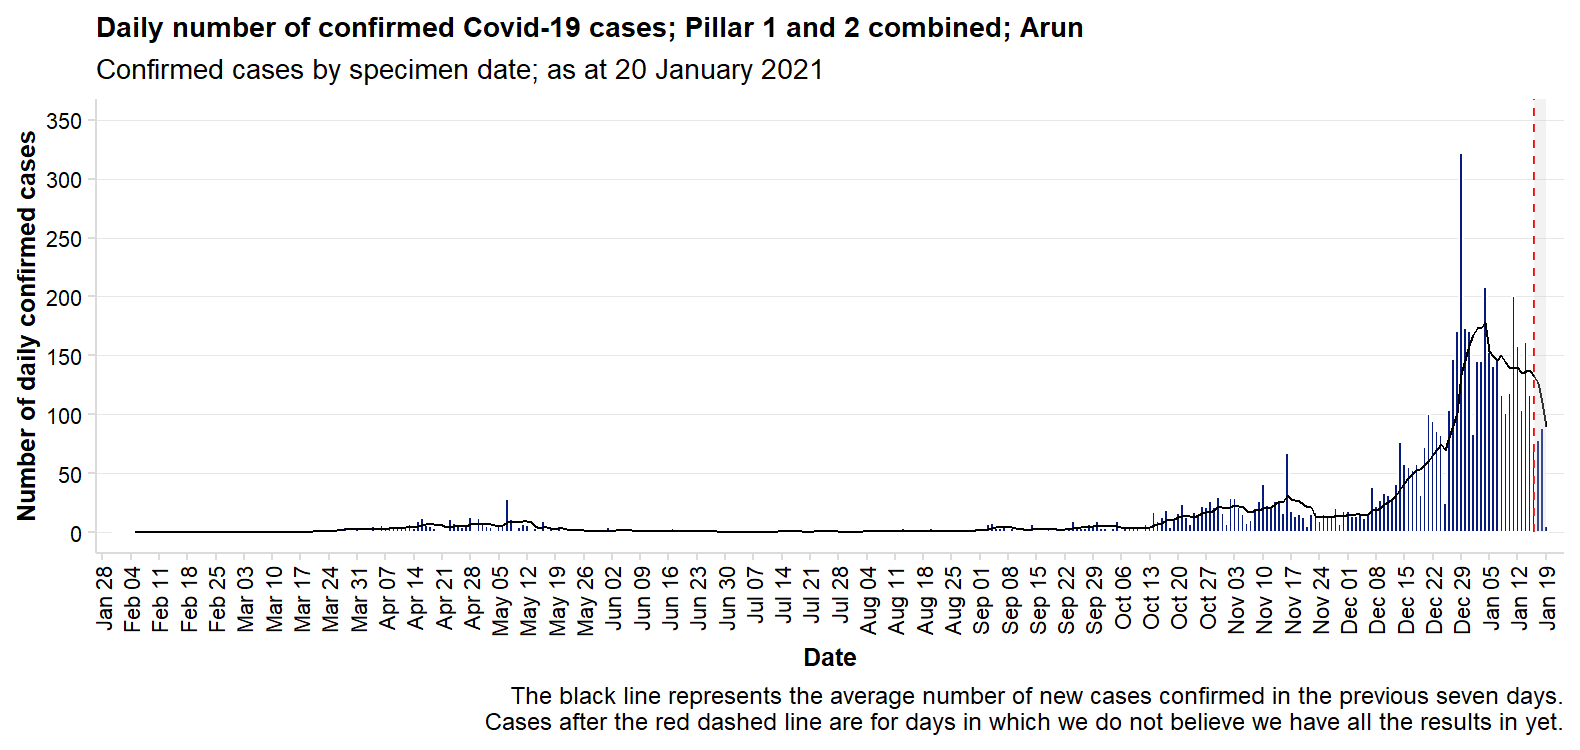 Daily number of confirmed Covid-19 cases; Pillar 1 and 2 combined; Arun
Confirmed cases by specimen date; as at 20 January 2021
Number of daily confirmed cases
350
300
250
200
150
100
50
0
Jan 28
Feb 04
Feb 11
Feb 18
Feb 25
Mar 03
Mar 10
Mar 17
Mar 24
Mar 31
Apr 07
Apr 14
Apr 21
Apr 28
May 05
May 12
May 19
May 26
Jun 02
Jun 09
Jun 16
Jun 23
Jun 30
Jul 07
Jul 14
Jul 21
Jul 28
Aug 04
Aug 11
Aug 18
Aug 25
Sep 01
Sep 08
Sep 15
Sep 22
Sep 29
Oct 06
Oct 13
Oct 20
Oct 27
Nov 03
Nov 10
Nov 17
Nov 24
Dec 01
Dec 08
Dec 15
Dec 22
Dec 29
Jan 05
Jan 12
Jan 19
Date
The black line represents the average number of new cases confirmed in the previous seven days.
Cases after the red dashed line are for days in which we do not believe we have all the results in yet.